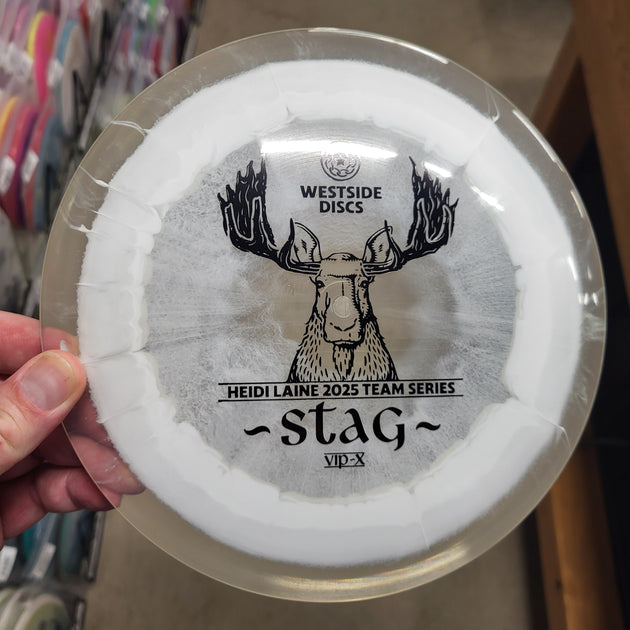 WESTSIDE
DISCS
HEIDI LAINE 2025 TEAM SERIES
~STAG~
VIP-X